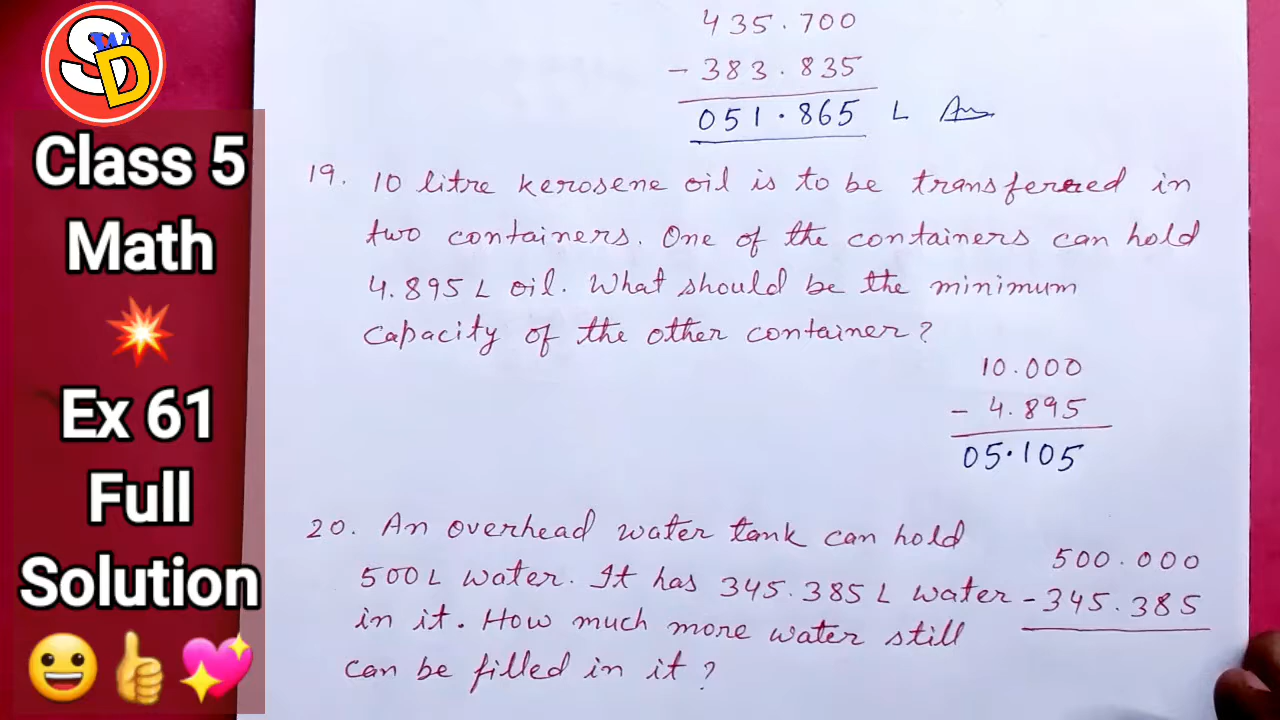 SWD
Class 5
Math
Ex 61
Full
Solution
435.700
- 383.835
051.865 L Ans
19. 10 litre kerosene oil is to be transferred in
two containers. One of the containers can hold
4.895 L oil. What should be the minimum
capacity of the other container?
10.000
- 4.895
05.105
20. An overhead water tank can hold
500 L water. It has 345.385 L water
in it. How much more water still
can be filled in it?
500.000
- 345.385